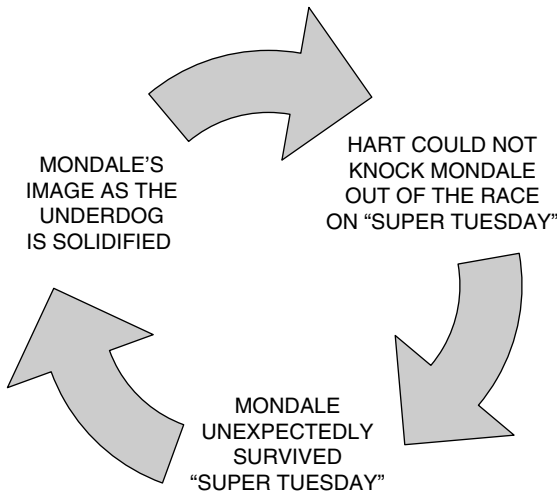 MONDALE'S
IMAGE AS THE
UNDERDOG
IS SOLIDIFIED
HART COULD NOT
KNOCK MONDALE
OUT OF THE RACE
ON “SUPER TUESDAY”
MONDALE
UNEXPECTEDLY
SURVIVED
“SUPER TUESDAY”